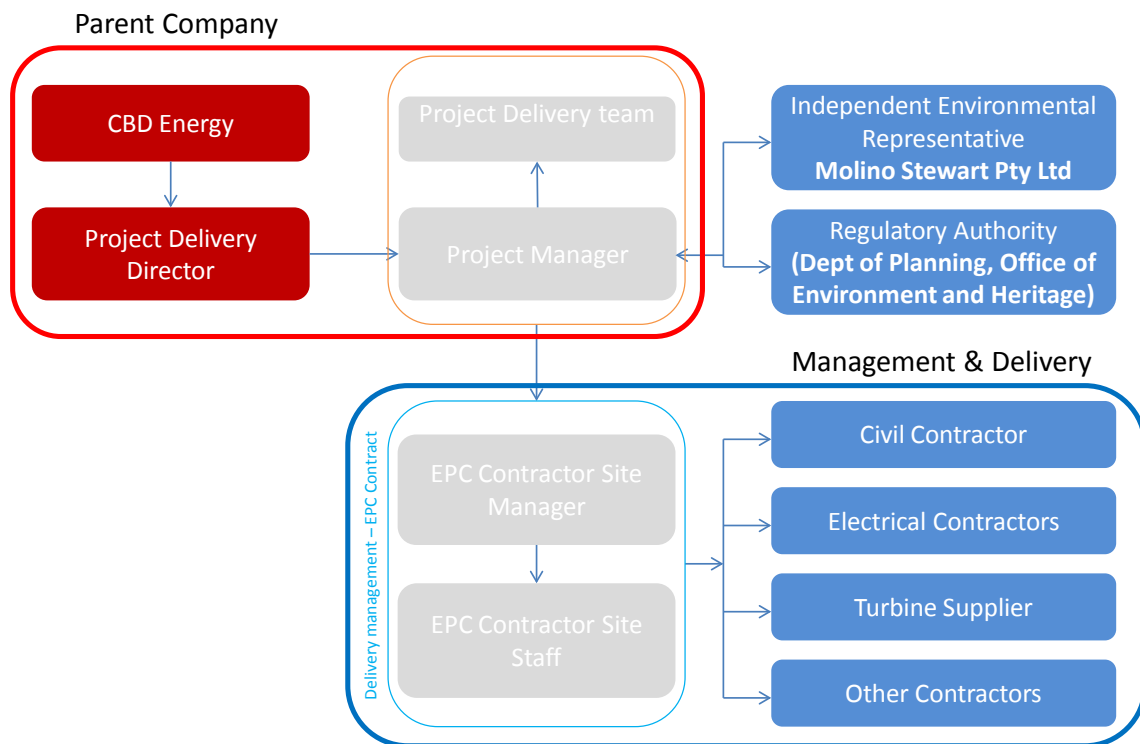 Parent Company
CBD Energy
Project Delivery
Director
Project Delivery team
Project Manager
Independent Environmental
Representative
Molino Stewart Pty Ltd
Regulatory Authority
(Dept of Planning, Office of
Environment and Heritage)
Management & Delivery
Delivery management – EPC Contract
EPC Contractor Site
Manager
EPC Contractor Site
Staff
Civil Contractor
Electrical Contractors
Turbine Supplier
Other Contractors